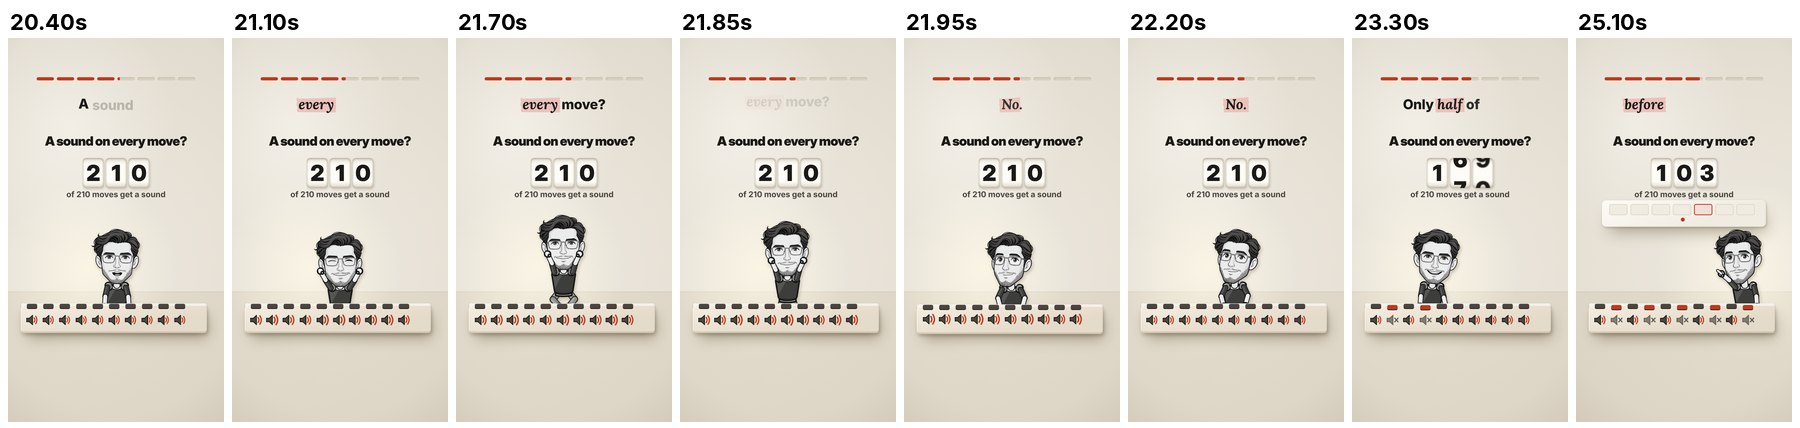 20.40s
A sound
A sound on every move?
210
of 210 moves get a sound
21.10s
every
A sound on every move?
210
of 210 moves get a sound
21.70s
every move?
A sound on every move?
210
of 210 moves get a sound
21.85s
every move?
A sound on every move?
210
of 210 moves get a sound
21.95s
No.
A sound on every move?
210
of 210 moves get a sound
22.20s
No.
A sound on every move?
210
of 210 moves get a sound
23.30s
Only half of
A sound on every move?
1
of 210 moves get a sound
25.10s
before
A sound on every move?
103
of 210 moves get a sound